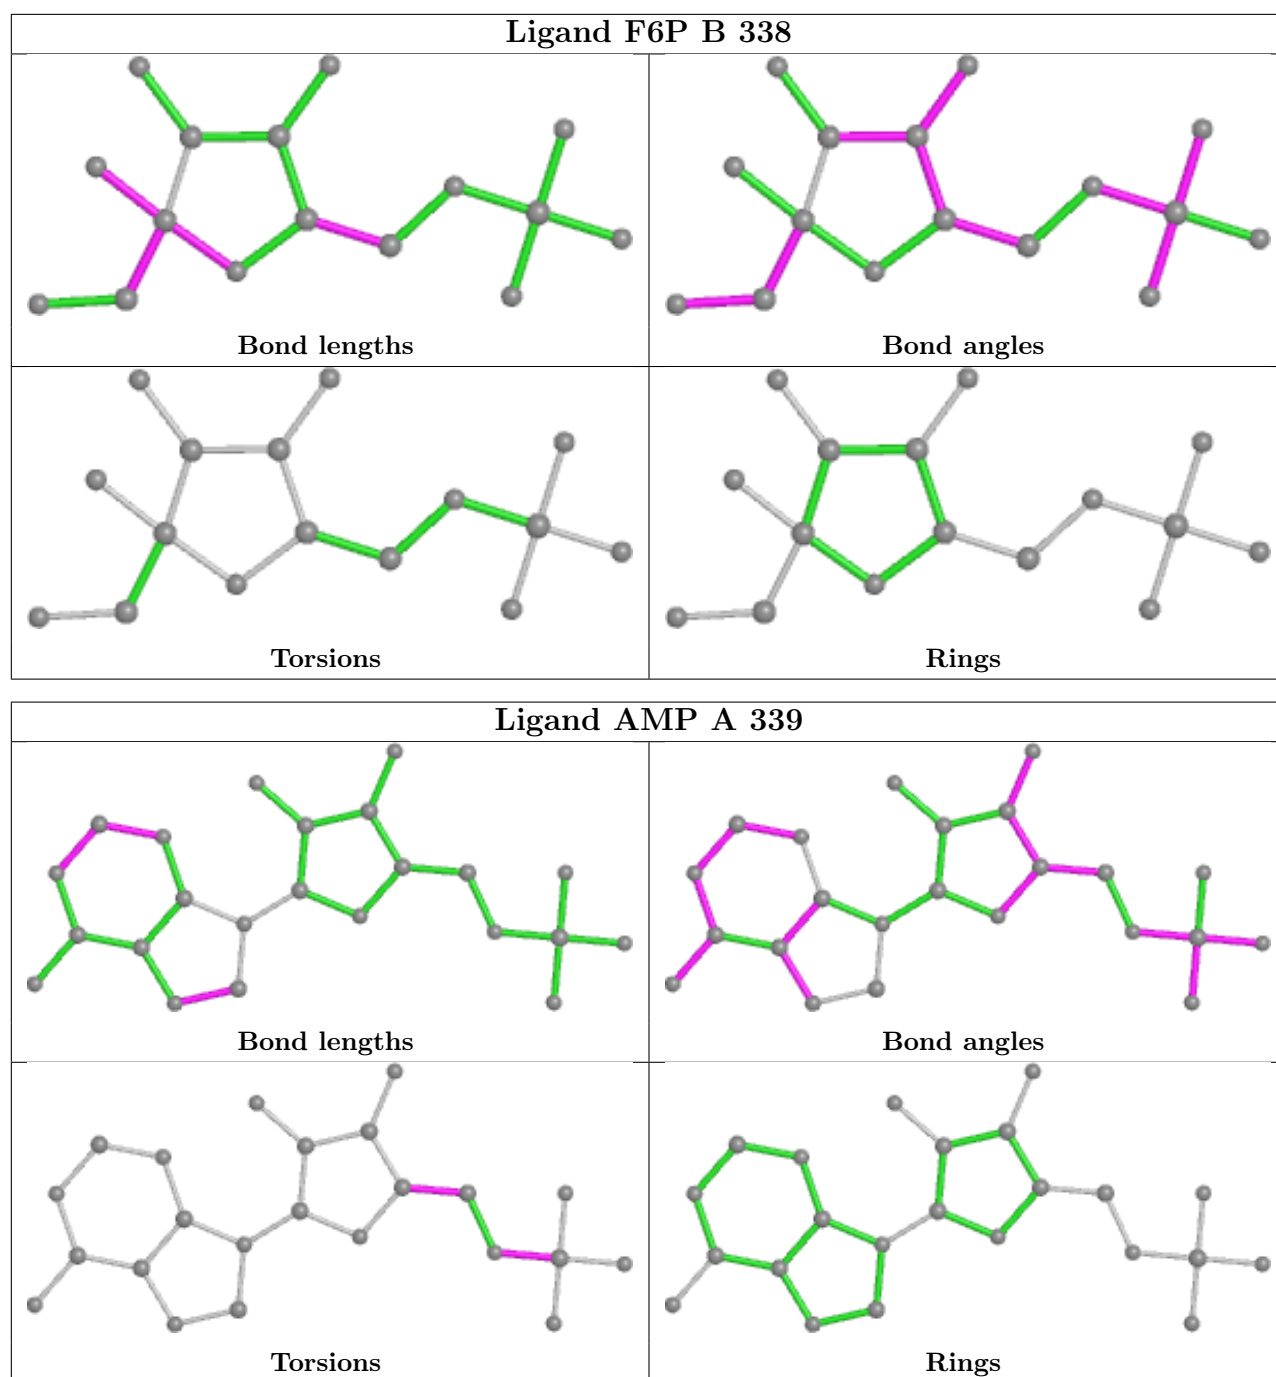 Ligand F6P B 338
Bond lengths
Bond angles
Torsions
Rings
Ligand AMP A 339
Bond lengths
Bond angles
Torsions
Rings